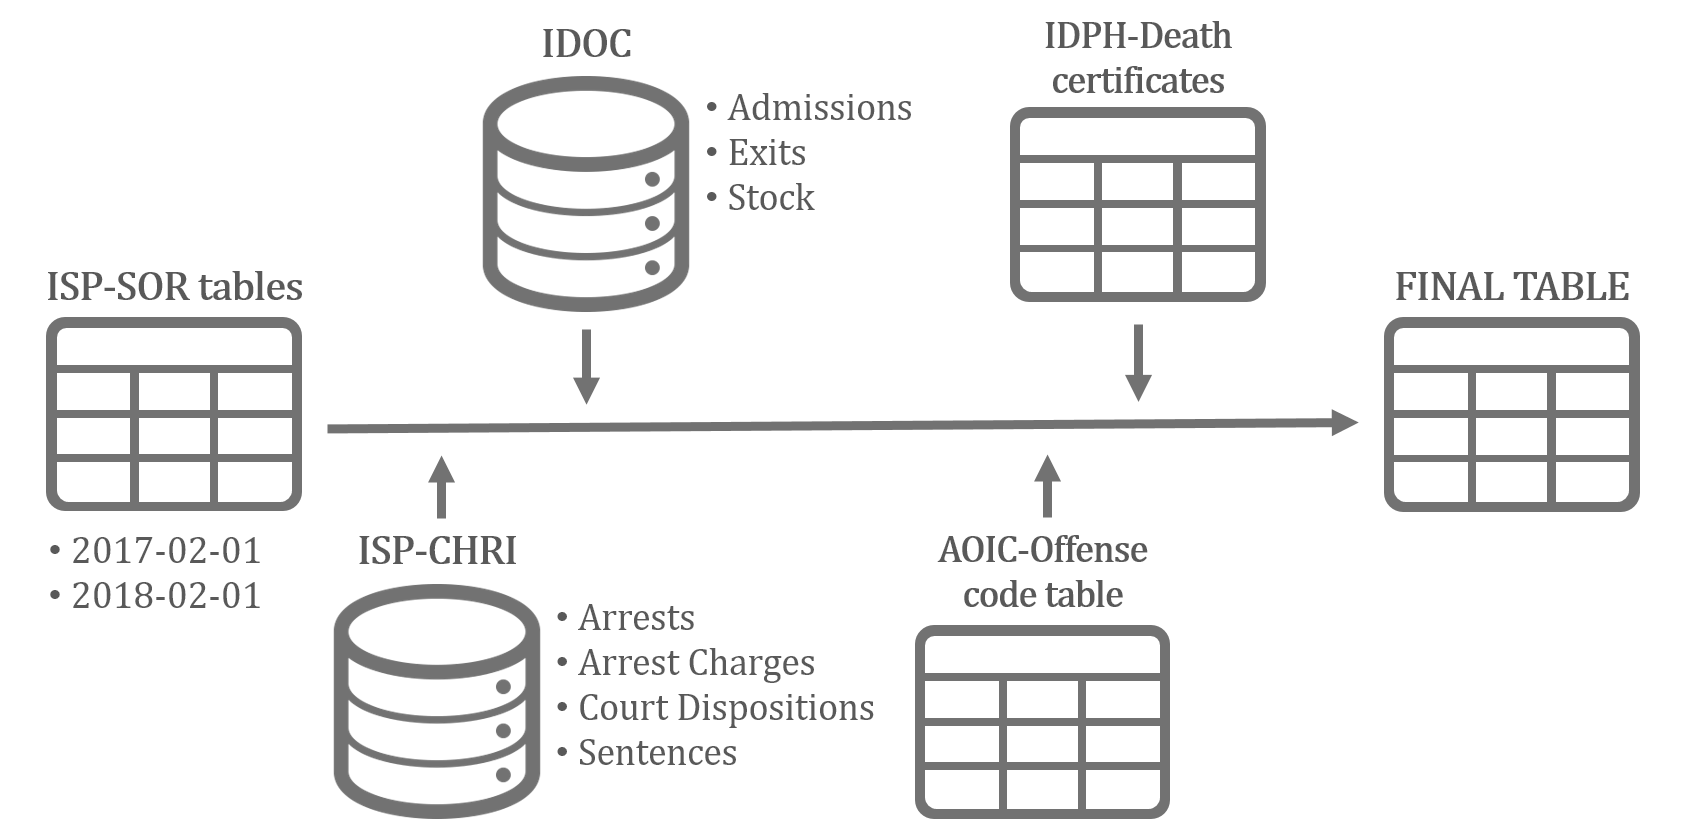 IDOC
• Admissions
• Exits
• Stock
IDPH-Death
certificates
ISP-SOR tables
• 2017-02-01
• 2018-02-01
FINAL TABLE
ISP-CHRI
• Arrests
• Arrest Charges
• Court Dispositions
• Sentences
AOIC-Offense
code table